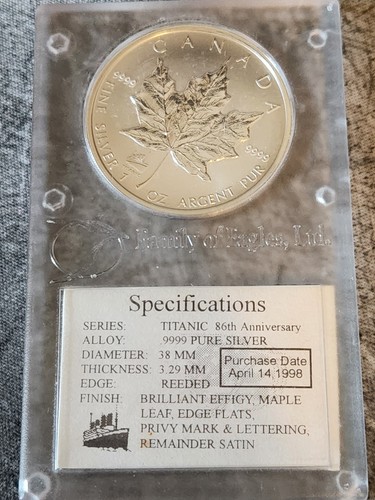 CANADA
9999
9999
FINE SILVER 1 OZ ARGENT PUR
Family of Eagles, Ltd.
Specifications
SERIES: TITANIC 86th Anniversary
ALLOY: .9999 PURE SILVER
DIAMETER: 38 MM
THICKNESS: 3.29 MM
EDGE: REEDED
Purchase Date
April 14,1998
FINISH: BRILLIANT EFFIGY, MAPLE
LEAF, EDGE FLATS,
PRIVY MARK & LETTERING,
REMAINDER SATIN